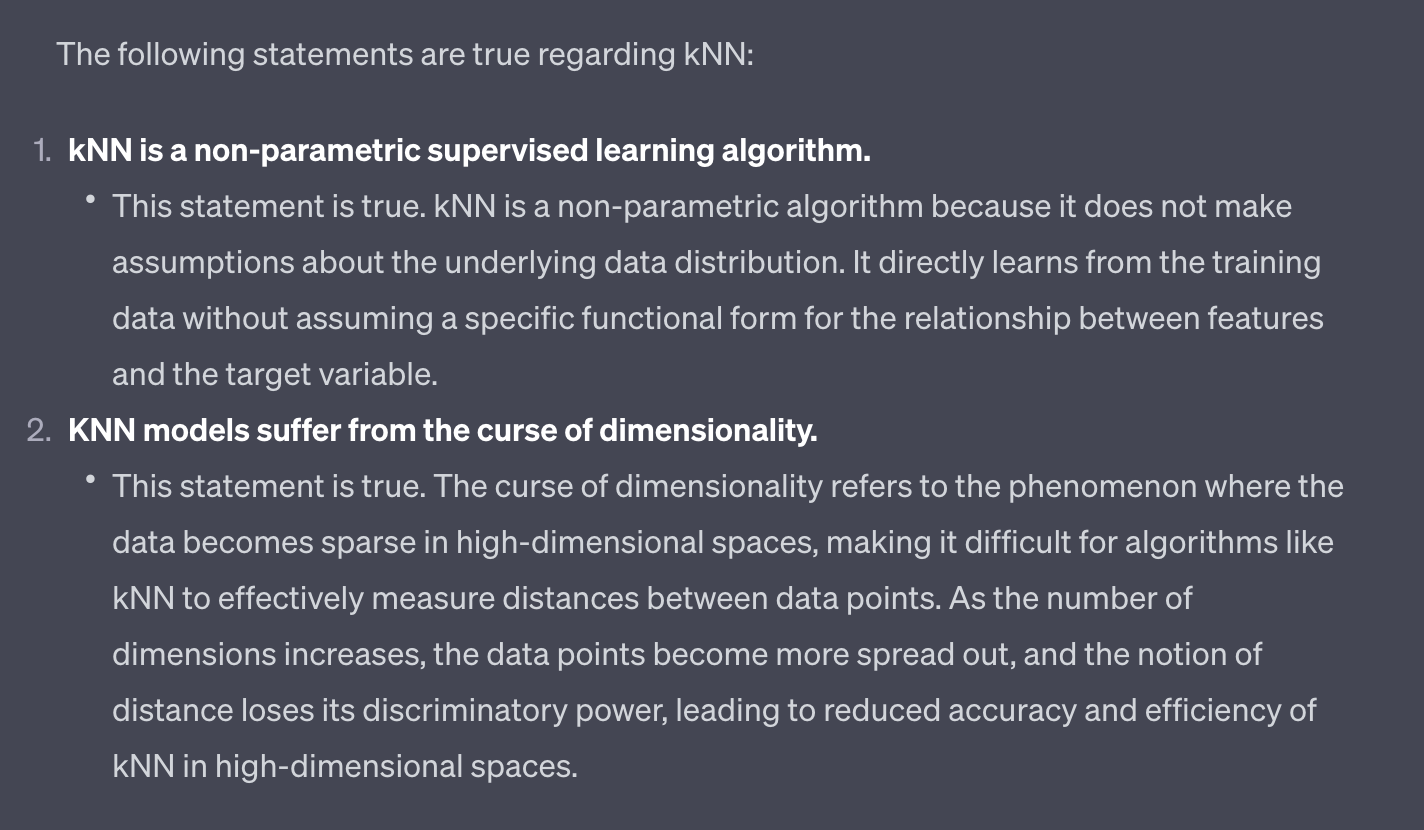 The following statements are true regarding kNN:
1. kNN is a non-parametric supervised learning algorithm.
• This statement is true. kNN is a non-parametric algorithm because it does not make
assumptions about the underlying data distribution. It directly learns from the training
data without assuming a specific functional form for the relationship between features
and the target variable.
2. KNN models suffer from the curse of dimensionality.
• This statement is true. The curse of dimensionality refers to the phenomenon where the
data becomes sparse in high-dimensional spaces, making it difficult for algorithms like
kNN to effectively measure distances between data points. As the number of
dimensions increases, the data points become more spread out, and the notion of
distance loses its discriminatory power, leading to reduced accuracy and efficiency of
kNN in high-dimensional spaces.